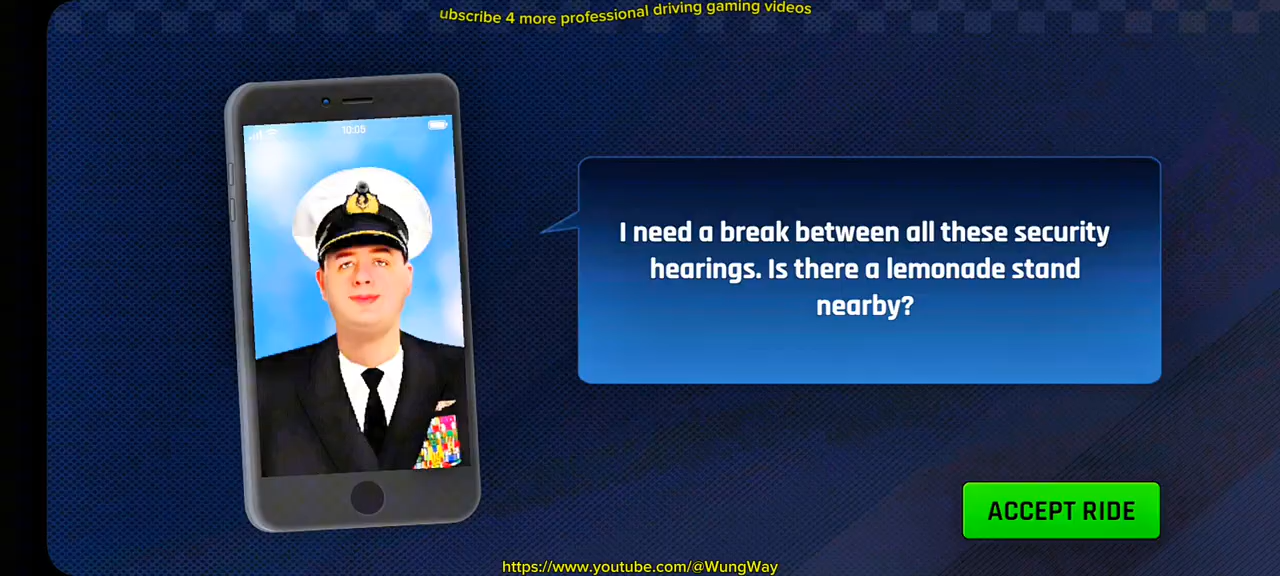 ubscribe 4 more professional driving gaming videos
10:05
I need a break between all these security
hearings. Is there a lemonade stand
nearby?
ACCEPT RIDE
https://www.youtube.com/@WungWay